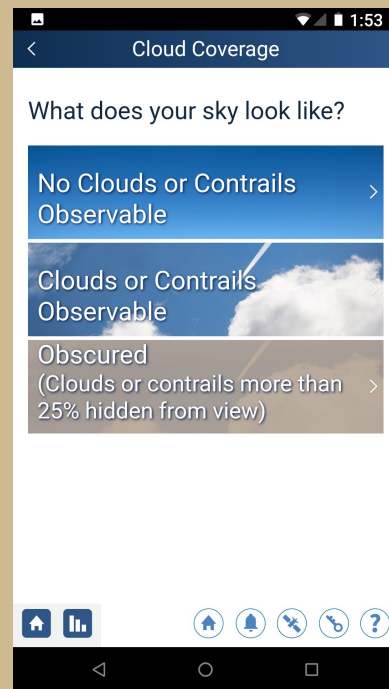 1:53
Cloud Coverage
What does your sky look like?
No Clouds or Contrails
Observable
Clouds or Contrails
Observable
Obscured
(Clouds or contrails more than
25% hidden from view)
?